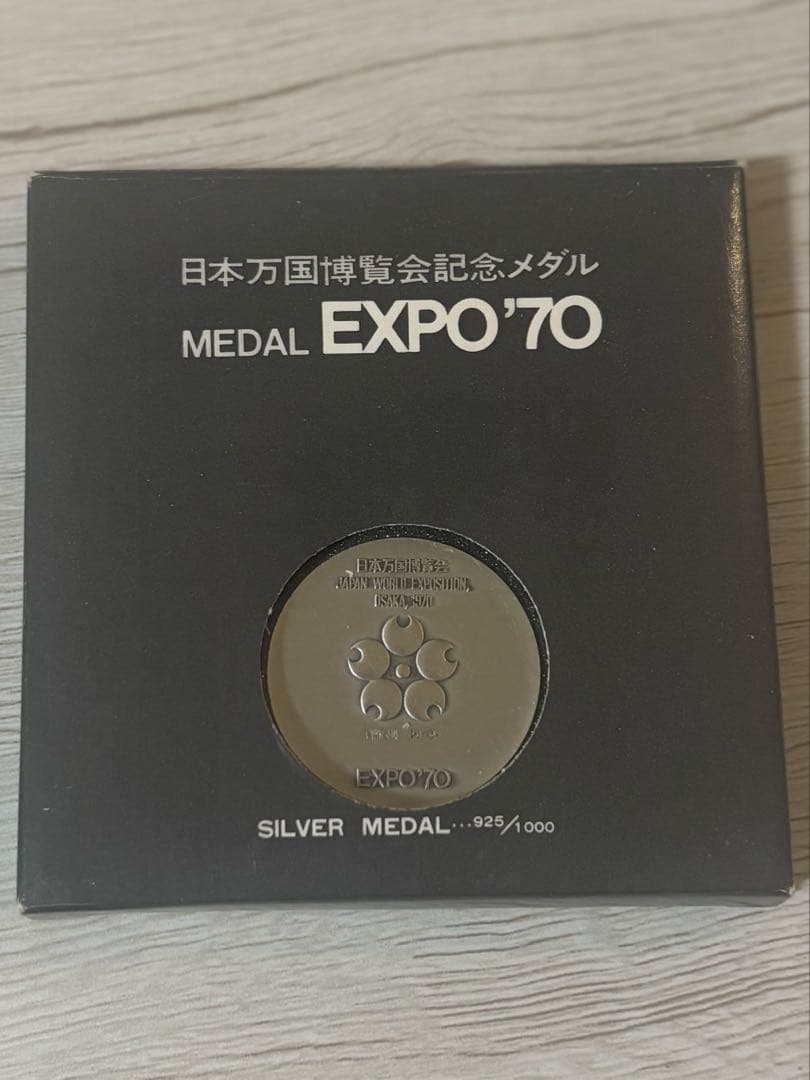 日本万国博覧会記念メダル
MEDAL EXPO'70
日本万国博覧会
JAPAN WORLD EXPOSITION,
OSAKA, 1970
EXPO'70
SILVER MEDAL...925/1000